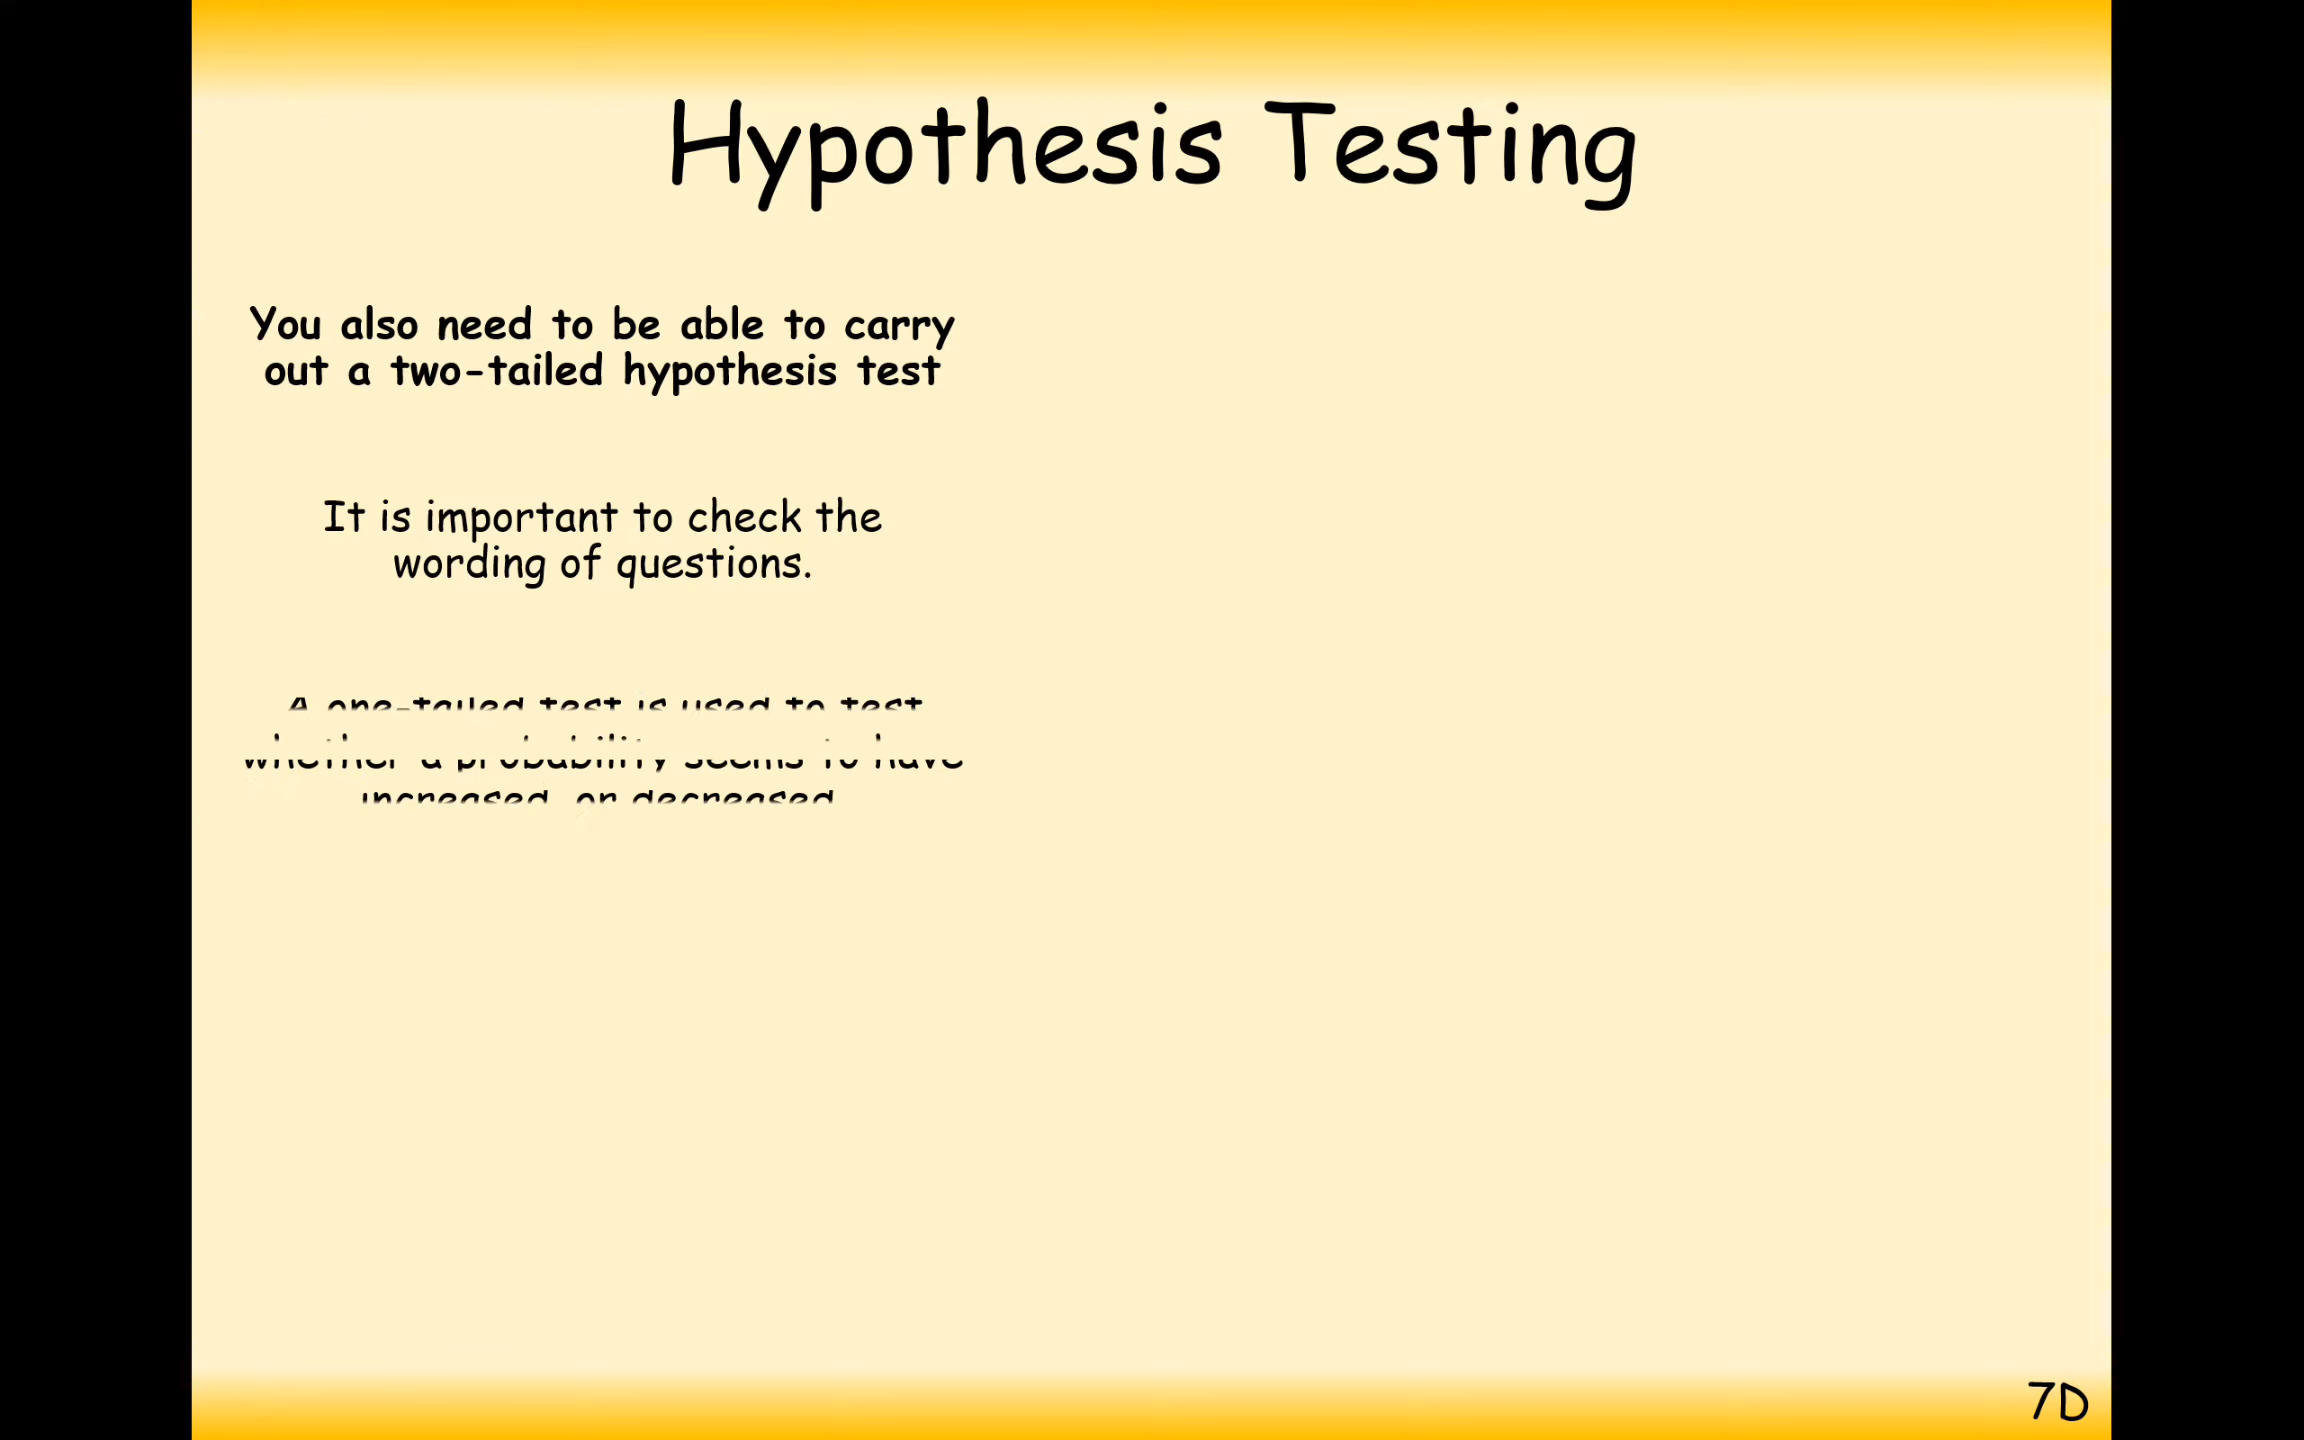 Hypothesis Testing
You also need to be able to carry
out a two-tailed hypothesis test
It is important to check the
wording of questions.
A one-tailed test is used to test
whether a probability seems to have
increased, or decreased
7D